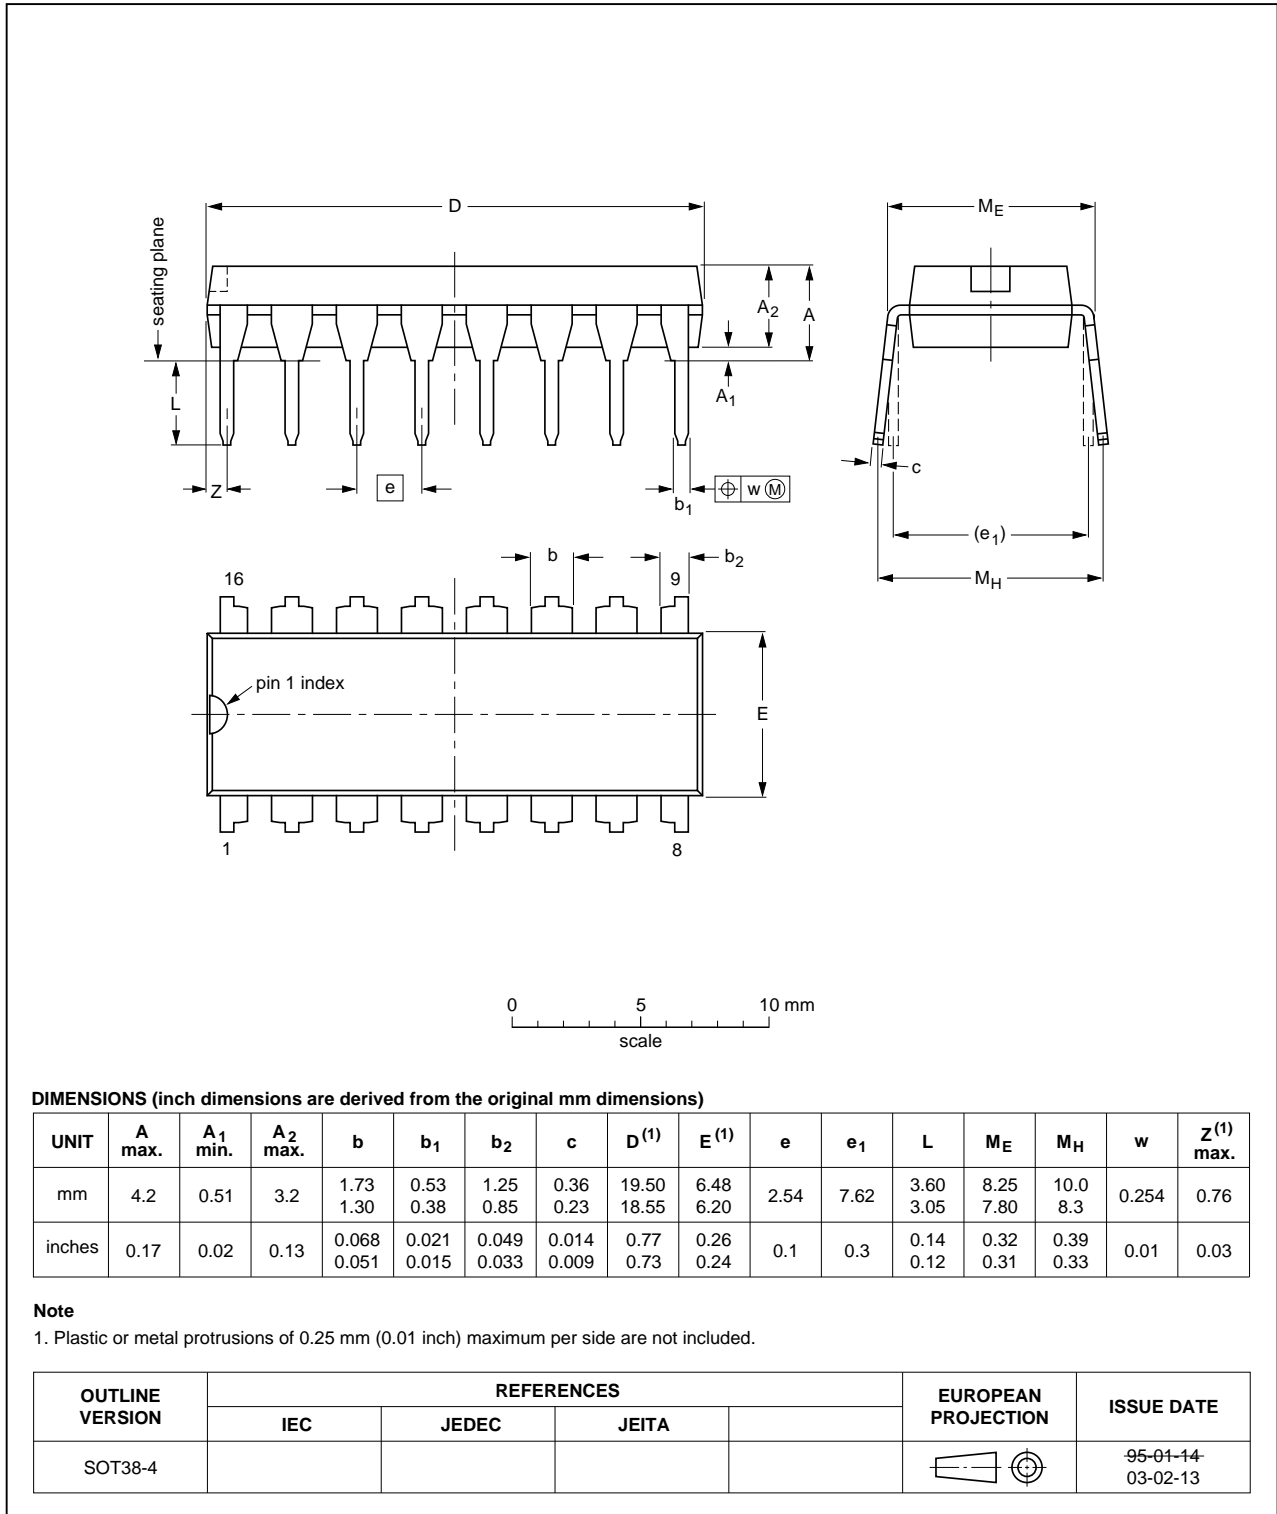 D
M_E
seating plane
A_2
A
A_1
L
c
Z
e
b_1
w M
(e_1)
M_H
b
b_2
16
9
pin 1 index
E
1
8
0 5 10 mm
scale
DIMENSIONS (inch dimensions are derived from the original mm dimensions)
UNIT A max. A1 min. A2 max. b b1 b2 c D(1) E(1) e e1 L ME MH w Z(1) max.
mm 4.2 0.51 3.2 1.73 1.30 0.53 0.38 1.25 0.85 0.36 0.23 19.50 18.55 6.48 6.20 2.54 7.62 3.60 3.05 8.25 7.80 10.0 8.3 0.254 0.76
inches 0.17 0.02 0.13 0.068 0.051 0.021 0.015 0.049 0.033 0.014 0.009 0.77 0.73 0.26 0.24 0.1 0.3 0.14 0.12 0.32 0.31 0.39 0.33 0.01 0.03
Note
1. Plastic or metal protrusions of 0.25 mm (0.01 inch) maximum per side are not included.
OUTLINE VERSION REFERENCES EUROPEAN PROJECTION ISSUE DATE
IEC JEDEC JEITA
SOT38-4 95-01-14
03-02-13